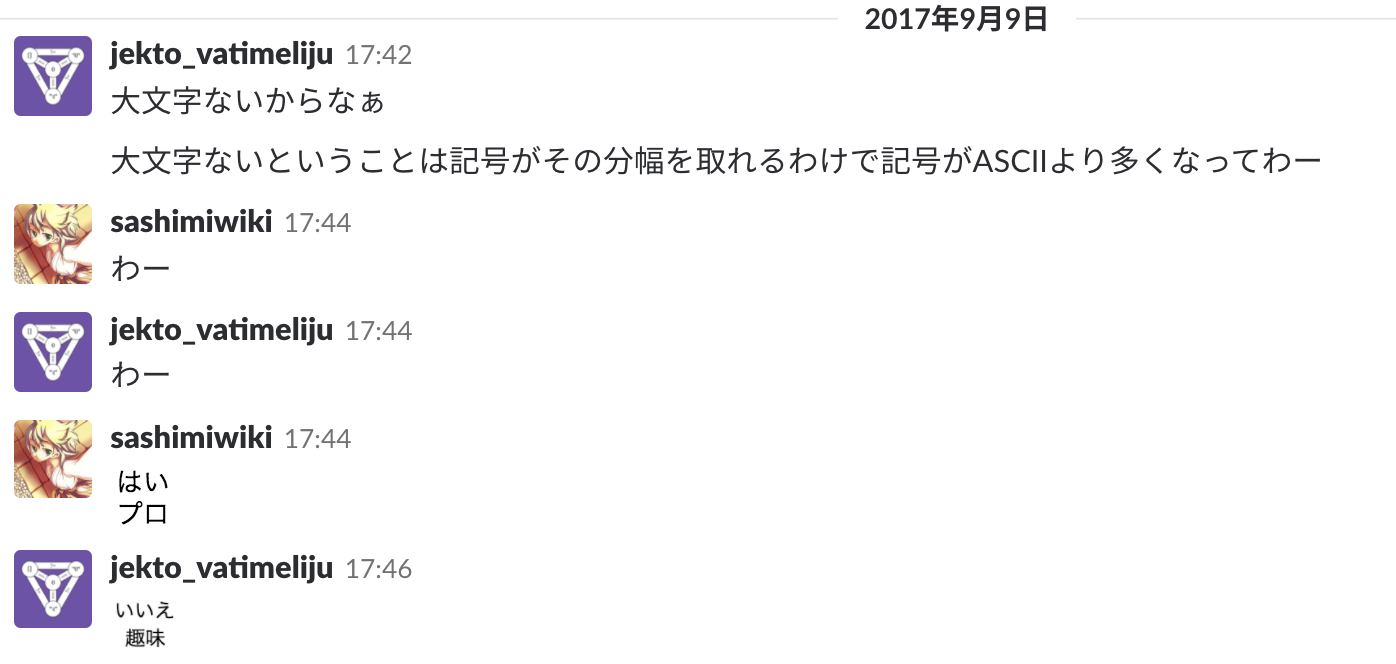 2017年9月9日
jekto_vatimeliju 17:42
大文字ないからなぁ
大文字ないということは記号がその分幅を取れるわけで記号がASCIIより多くなってわー
sashimiwiki 17:44
わー
jekto_vatimeliju 17:44
わー
sashimiwiki 17:44
はい
プロ
jekto_vatimeliju 17:46
いいえ
趣味